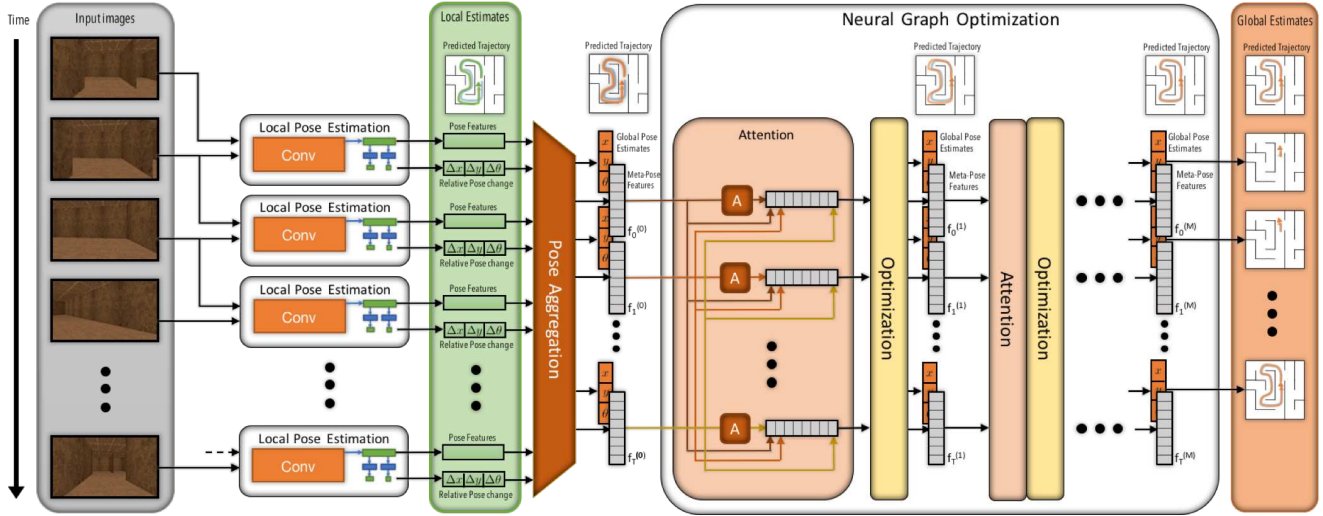 Time
Input images
Local Pose Estimation
Conv
Local Pose Estimation
Conv
Local Pose Estimation
Conv
Local Pose Estimation
Conv
Local Estimates
Predicted Trajectory
Pose Features
Δx Δy Δθ
Relative Pose change
Pose Features
Δx Δy Δθ
Relative Pose change
Pose Features
Δx Δy Δθ
Relative Pose change
Pose Features
Δx Δy Δθ
Relative Pose change
Pose Aggregation
Predicted Trajectory
Global Pose
Estimates
x
y
θ
Meta-Pose
Features
f₀⁽⁰⁾
x
y
θ
f₁⁽⁰⁾
x
y
θ
f_T⁽⁰⁾
Neural Graph Optimization
Attention
A
A
A
Optimization
Predicted Trajectory
Global Pose
Estimates
x
y
θ
Meta-Pose
Features
f₀⁽¹⁾
x
y
θ
f₁⁽¹⁾
x
y
θ
f_T⁽¹⁾
Attention
Optimization
Predicted Trajectory
Global Pose
Estimates
x
y
θ
Meta-Pose
Features
f₀⁽ᴹ⁾
x
y
θ
f₁⁽ᴹ⁾
x
f_T⁽ᴹ⁾
Global Estimates
Predicted Trajectory